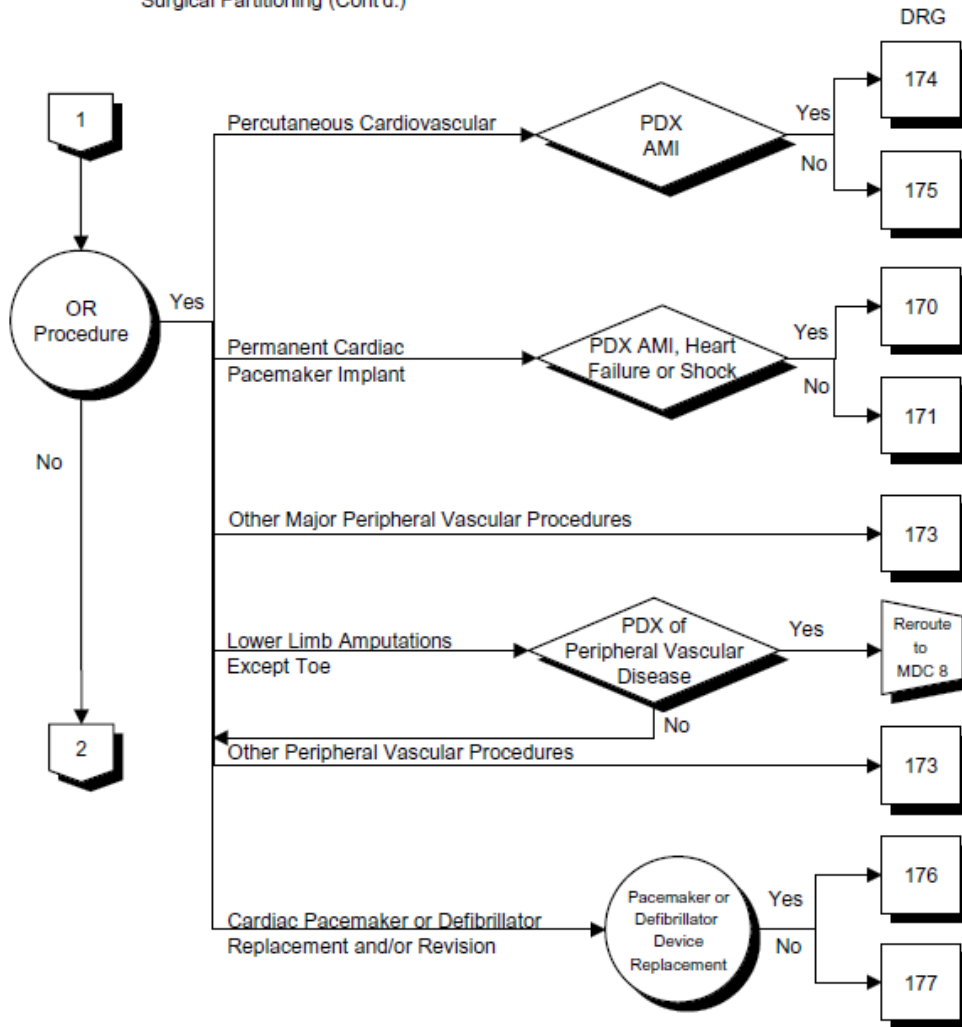 Surgical Partitioning (Cont'd.)
DRG
1
OR
Procedure
Yes
No
2
Percutaneous Cardiovascular
PDX
AMI
Yes
174
No
175
Permanent Cardiac
Pacemaker Implant
PDX AMI, Heart
Failure or Shock
Yes
170
No
171
Other Major Peripheral Vascular Procedures
173
Lower Limb Amputations
Except Toe
PDX of
Peripheral Vascular
Disease
Yes
Reroute
to
MDC 8
No
Other Peripheral Vascular Procedures
173
Cardiac Pacemaker or Defibrillator
Replacement and/or Revision
Pacemaker or
Defibrillator
Device
Replacement
Yes
176
No
177